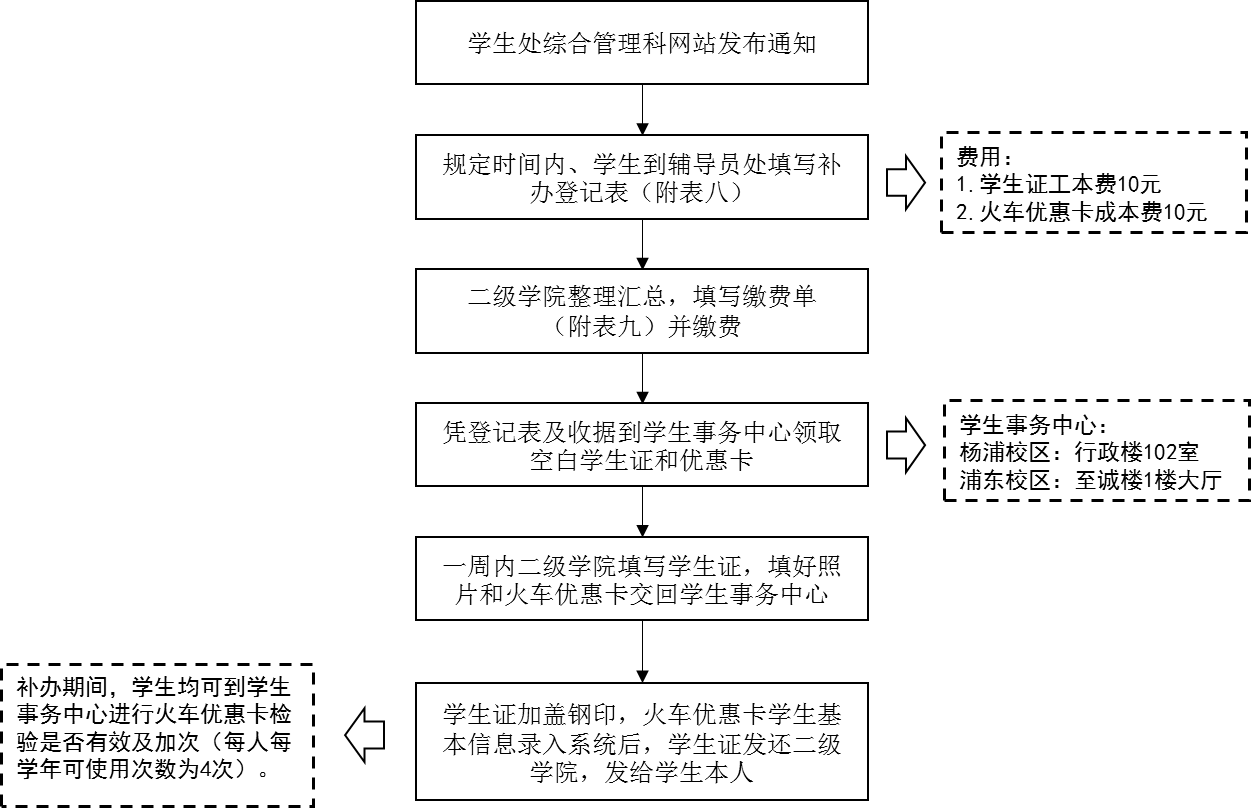 学生处综合管理科网站发布通知
规定时间内、学生到辅导员处填写补
办登记表（附表八）
费用：
1.学生证工本费10元
2.火车优惠卡成本费10元
二级学院整理汇总，填写缴费单
（附表九）并缴费
凭登记表及收据到学生事务中心领取
空白学生证和优惠卡
学生事务中心：
杨浦校区：行政楼102室
浦东校区：至诚楼1楼大厅
一周内二级学院填写学生证，填好照
片和火车优惠卡交回学生事务中心
学生证加盖钢印，火车优惠卡学生基
本信息录入系统后，学生证发还二级
学院，发给学生本人
补办期间，学生均可到学生
事务中心进行火车优惠卡检
验是否有效及加次（每人每
学年可使用次数为4次）。